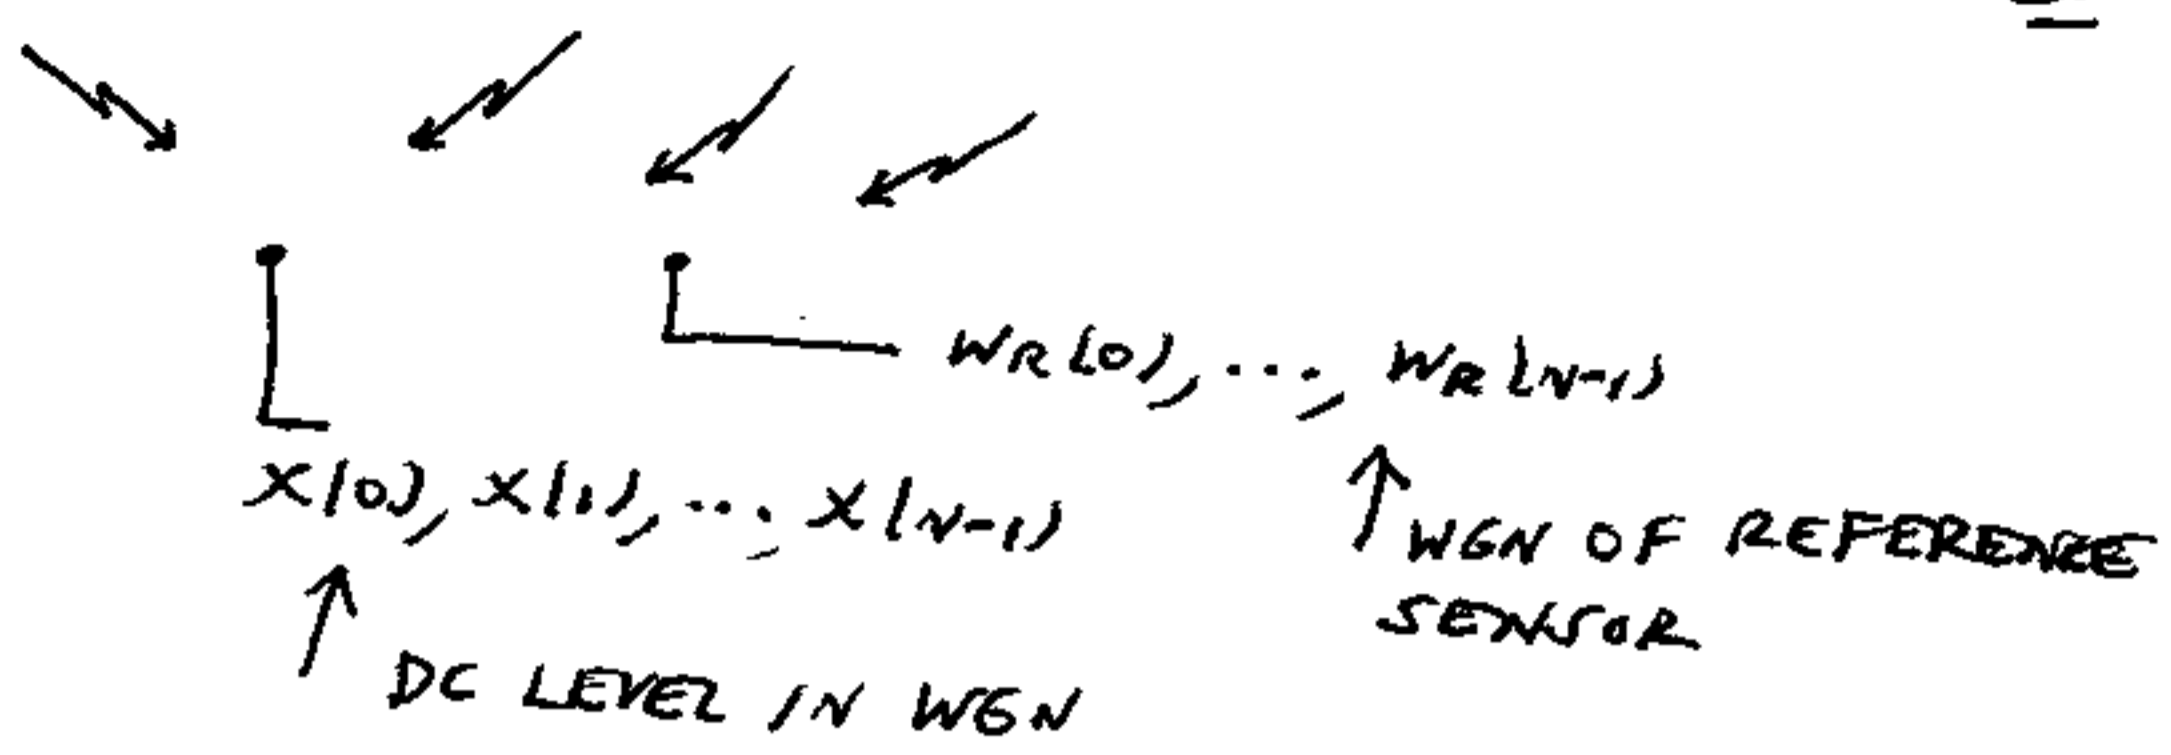 WR(0), ..., WR(N-1)
X(0), X(1), ..., X(N-1)
WGN OF REFERENCE
SENSOR
DC LEVEL IN WGN